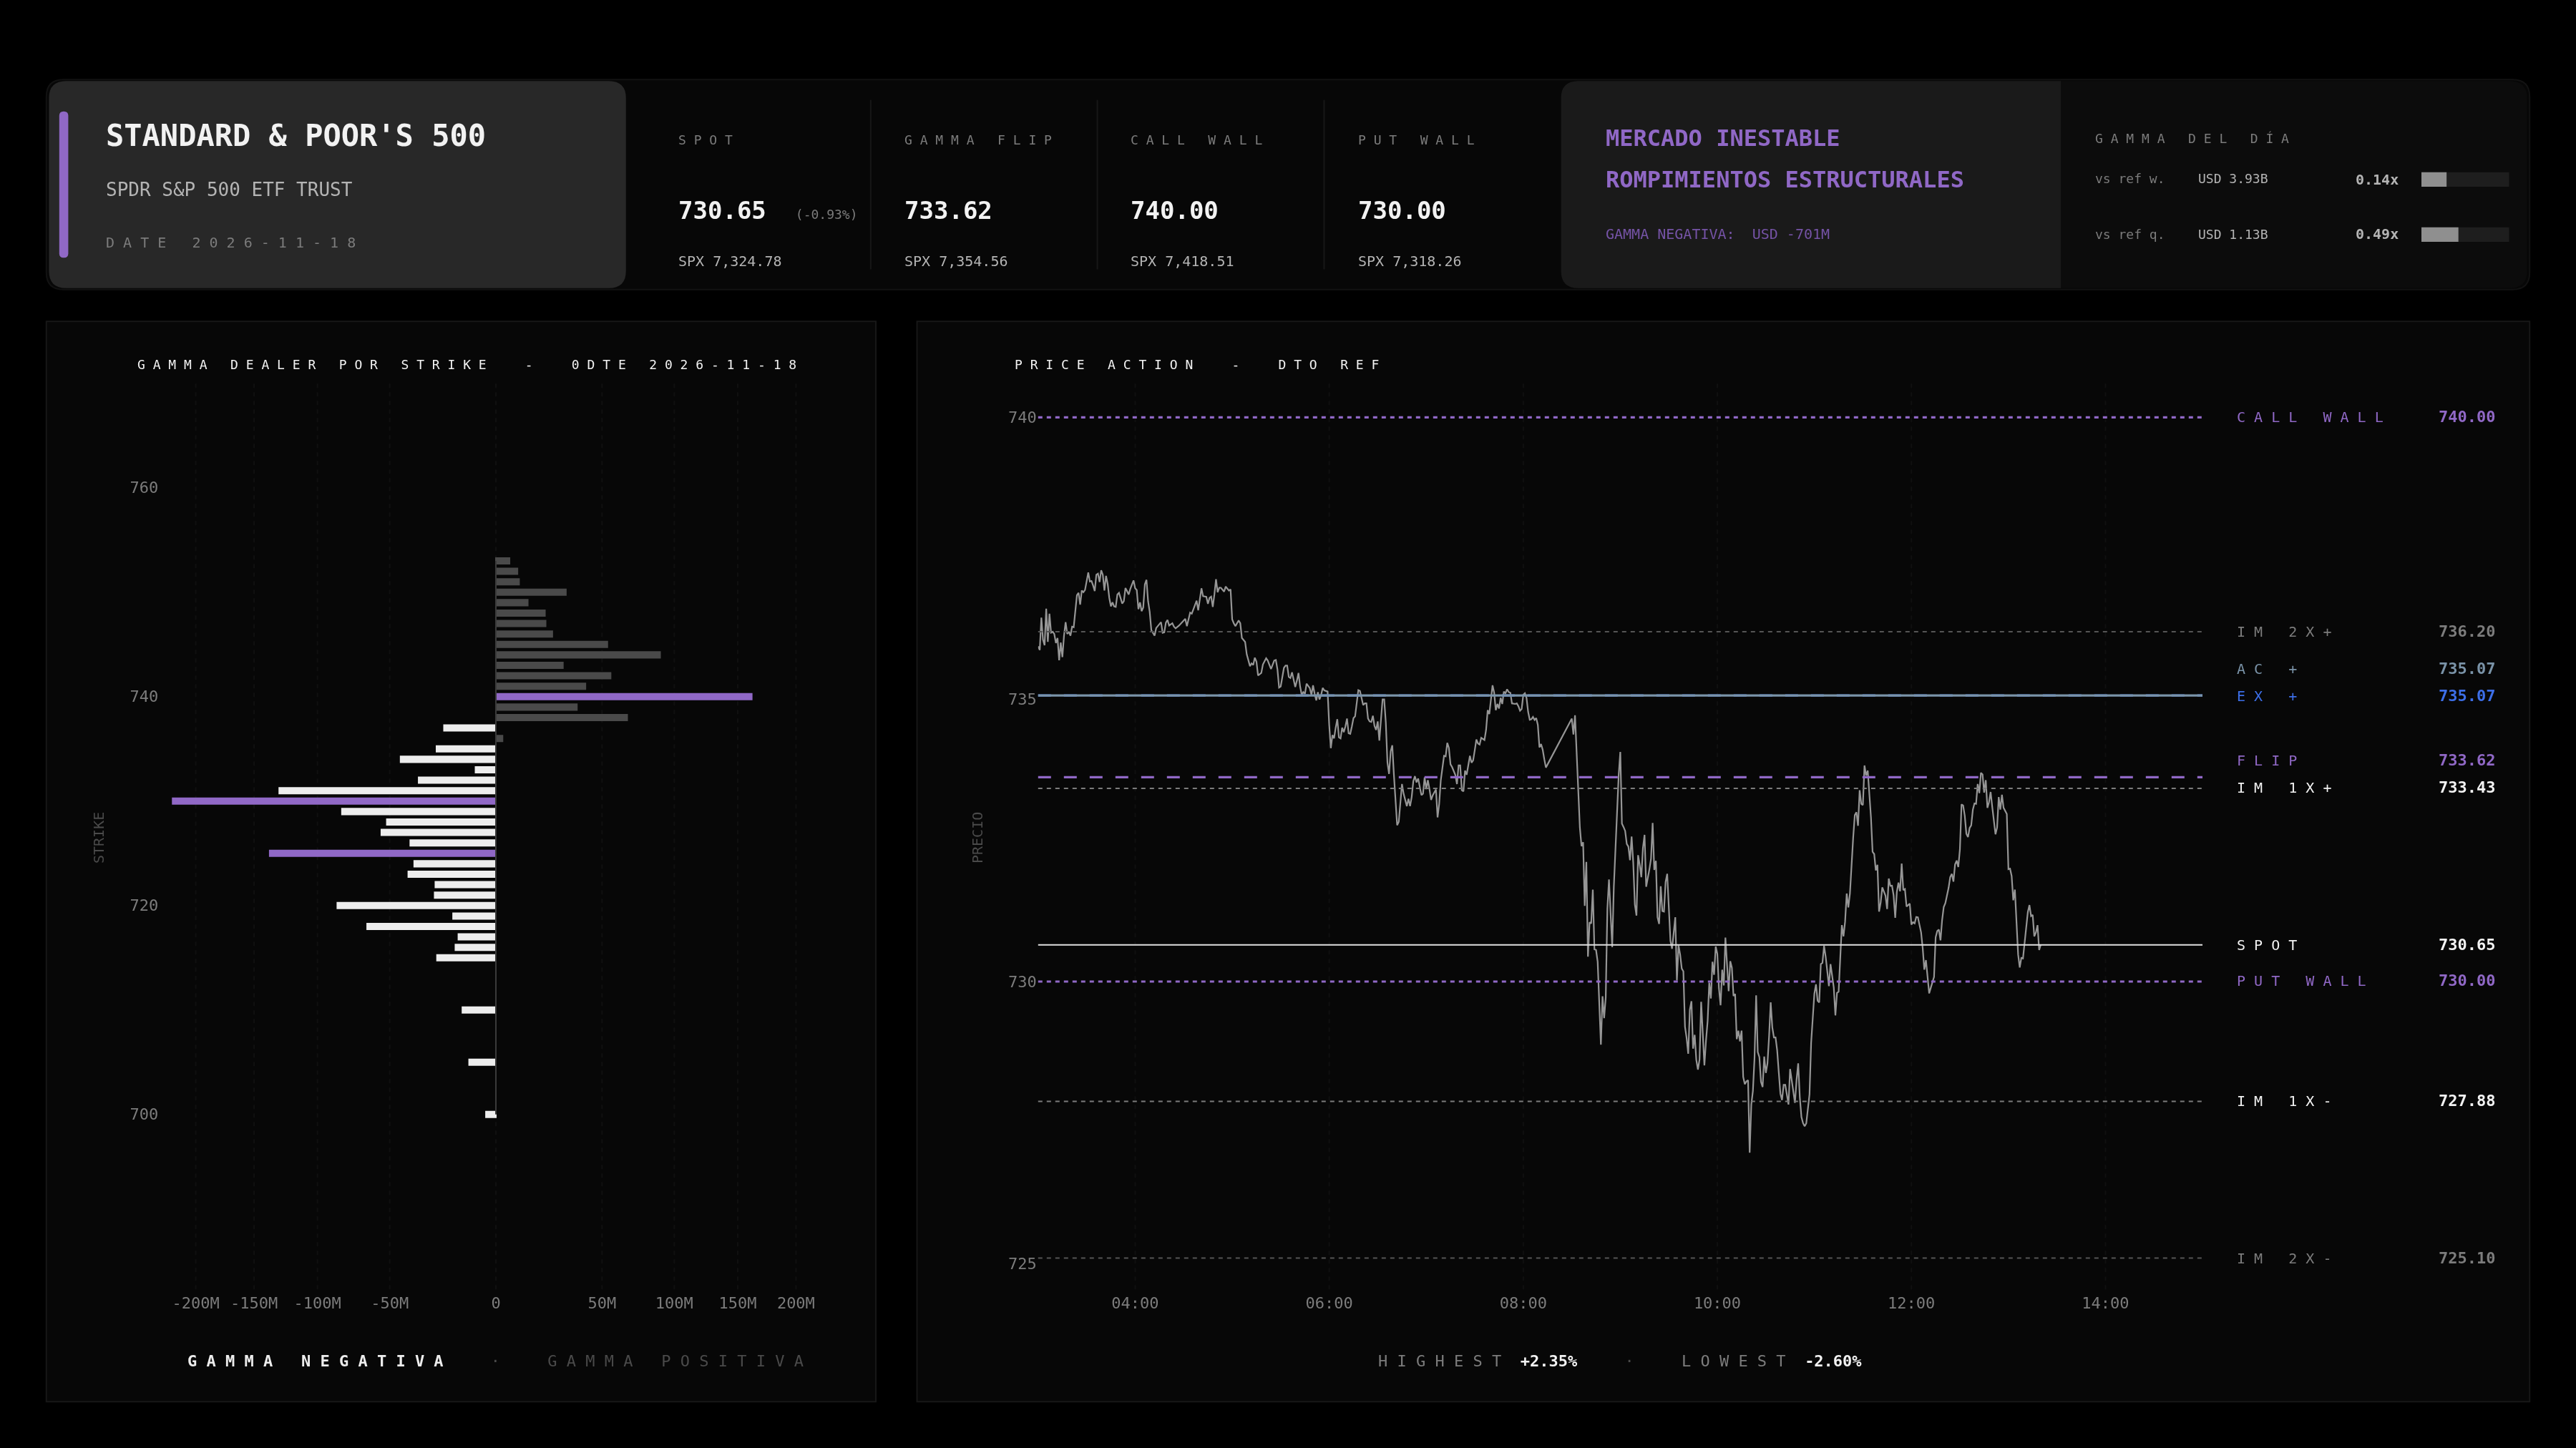 STANDARD & POOR'S 500
SPDR S&P 500 ETF TRUST
DATE 2026-11-18
SPOT
730.65 (-0.93%)
SPX 7,324.78
GAMMA FLIP
733.62
SPX 7,354.56
CALL WALL
740.00
SPX 7,418.51
PUT WALL
730.00
SPX 7,318.26
MERCADO INESTABLE
ROMPIMIENTOS ESTRUCTURALES
GAMMA NEGATIVA: USD -701M
GAMMA DEL DÍA
vs ref w. USD 3.93B 0.14x
vs ref q. USD 1.13B 0.49x
GAMMA DEALER POR STRIKE - 0DTE 2026-11-18
760
740
720
700
STRIKE
-200M -150M -100M -50M 0 50M 100M 150M 200M
GAMMA NEGATIVA · GAMMA POSITIVA
PRICE ACTION - DTO REF
740
735
730
725
PRECIO
CALL WALL 740.00
IM 2X+ 736.20
AC + 735.07
EX + 735.07
FLIP 733.62
IM 1X+ 733.43
SPOT 730.65
PUT WALL 730.00
IM 1X- 727.88
IM 2X- 725.10
04:00 06:00 08:00 10:00 12:00 14:00
HIGHEST +2.35% · LOWEST -2.60%